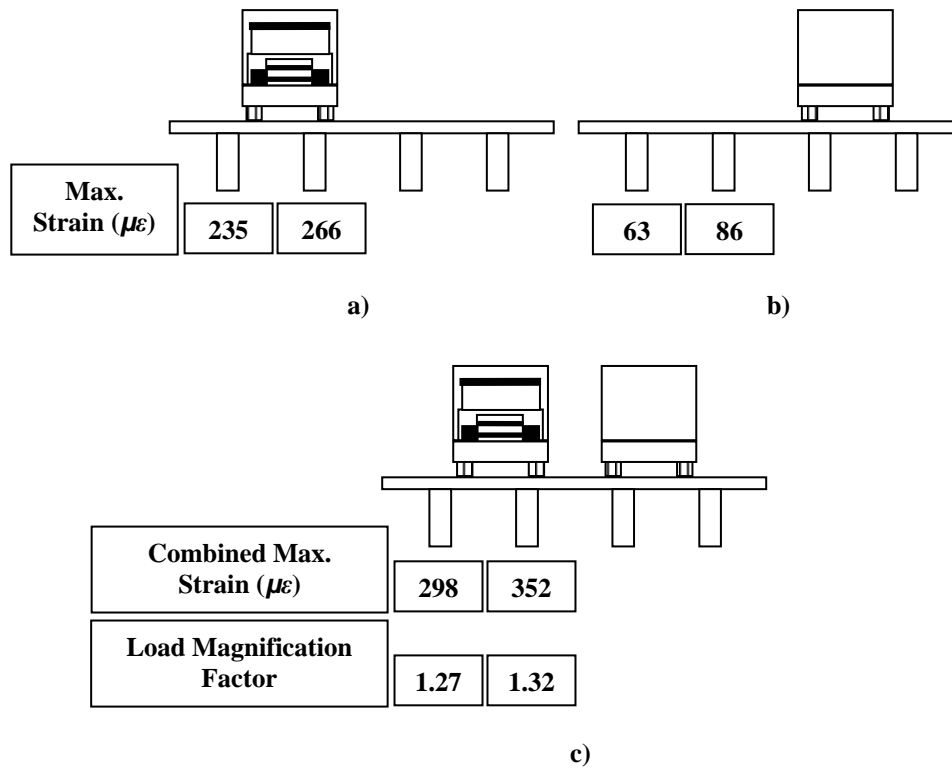 Max.
Strain (µε)
235 266
63 86
a)
b)
Combined Max.
Strain (µε)
298 352
Load Magnification
Factor
1.27 1.32
c)